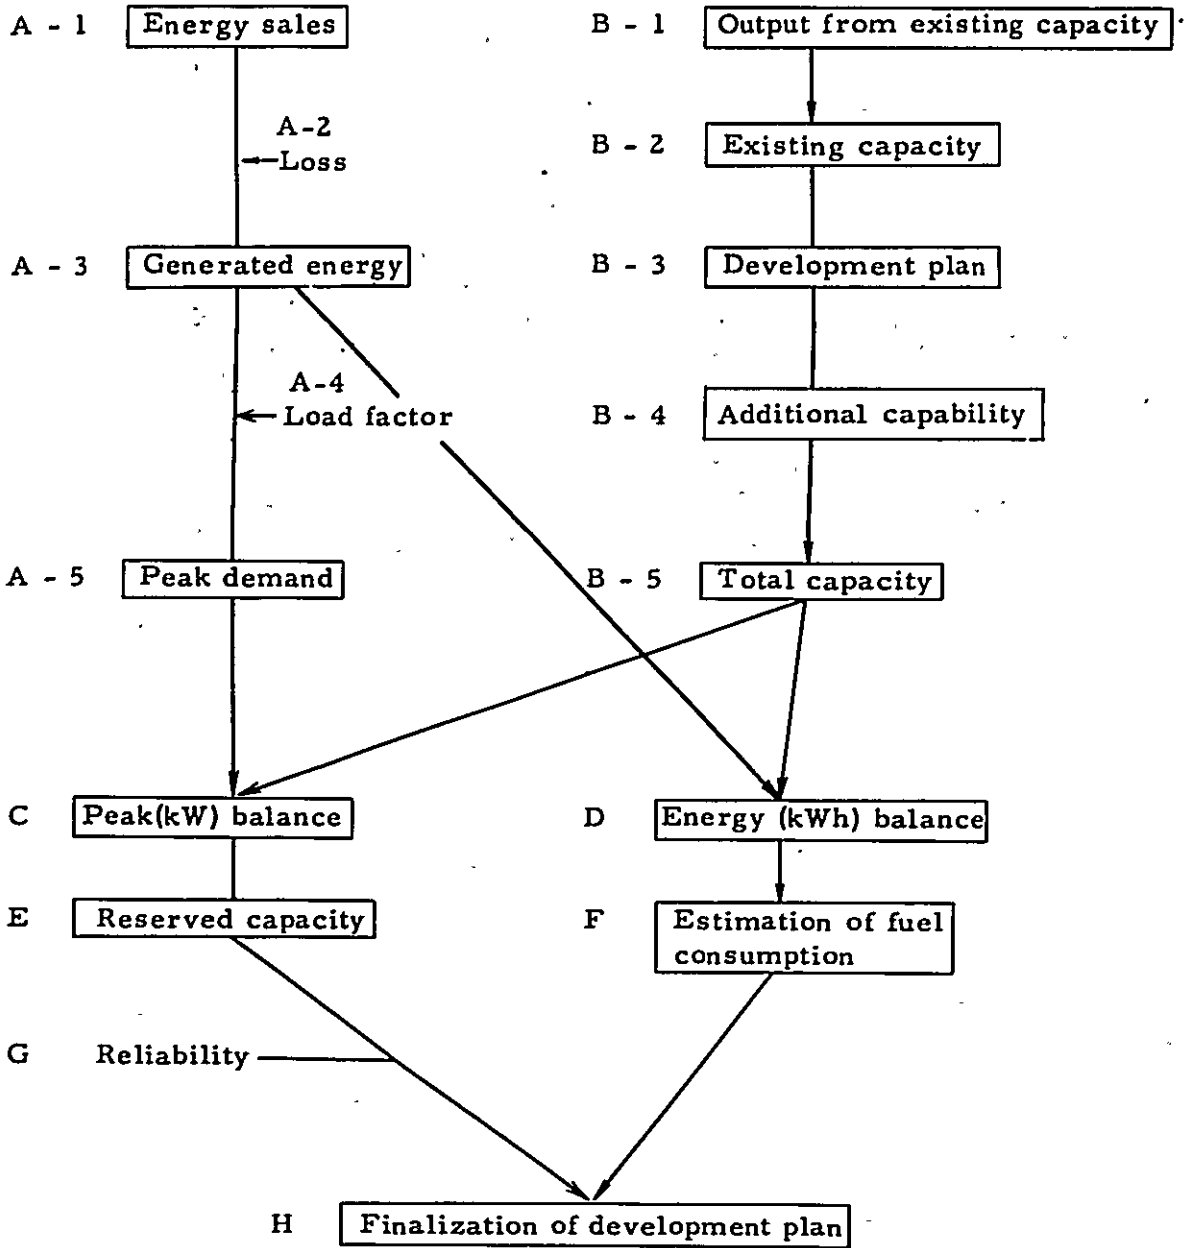 A - 1 Energy sales
A-2
Loss
A - 3 Generated energy
A-4
Load factor
A - 5 Peak demand
B - 1 Output from existing capacity
B - 2 Existing capacity
B - 3 Development plan
B - 4 Additional capability
B - 5 Total capacity
C Peak(kW) balance
D Energy (kWh) balance
E Reserved capacity
F Estimation of fuel
consumption
G Reliability
H Finalization of development plan